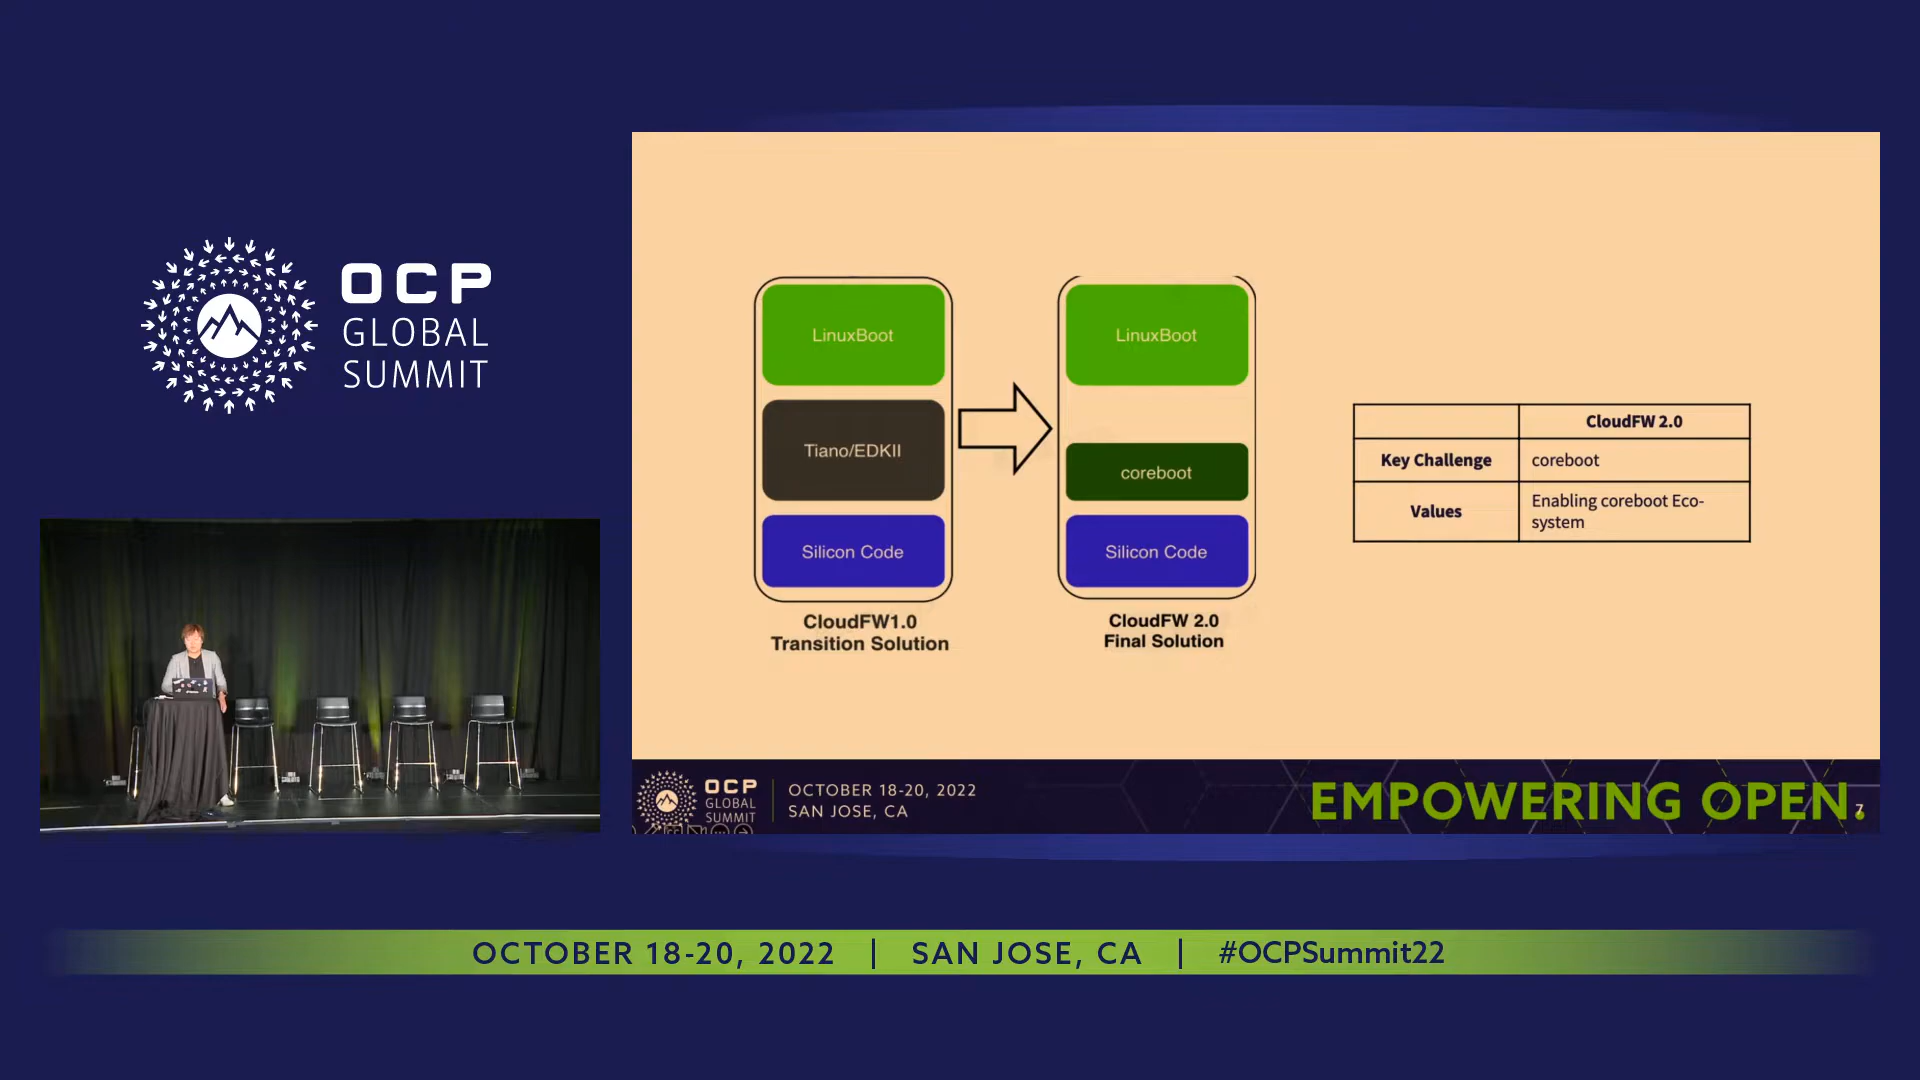 OCP
GLOBAL
SUMMIT
LinuxBoot
Tiano/EDKII
Silicon Code
CloudFW1.0
Transition Solution
LinuxBoot
coreboot
Silicon Code
CloudFW 2.0
Final Solution
CloudFW 2.0
Key Challenge
coreboot
Values
Enabling coreboot Eco-
system
OCP
GLOBAL
SUMMIT
OCTOBER 18-20, 2022
SAN JOSE, CA
EMPOWERING OPEN.
7
OCTOBER 18-20, 2022 | SAN JOSE, CA | #OCPSummit22